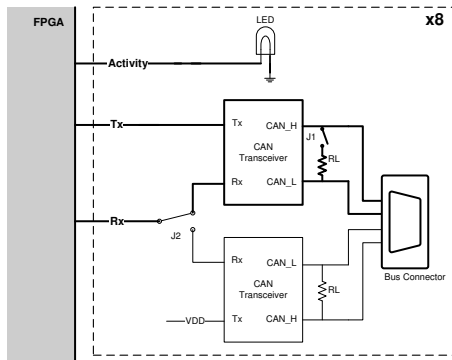 FPGA
x8
LED
Activity
Tx
Tx
CAN_H
J1
CAN
Transceiver
RL
Rx
CAN_L
Rx
J2
Rx
CAN_L
Bus Connector
CAN
Transceiver
RL
VDD
Tx
CAN_H